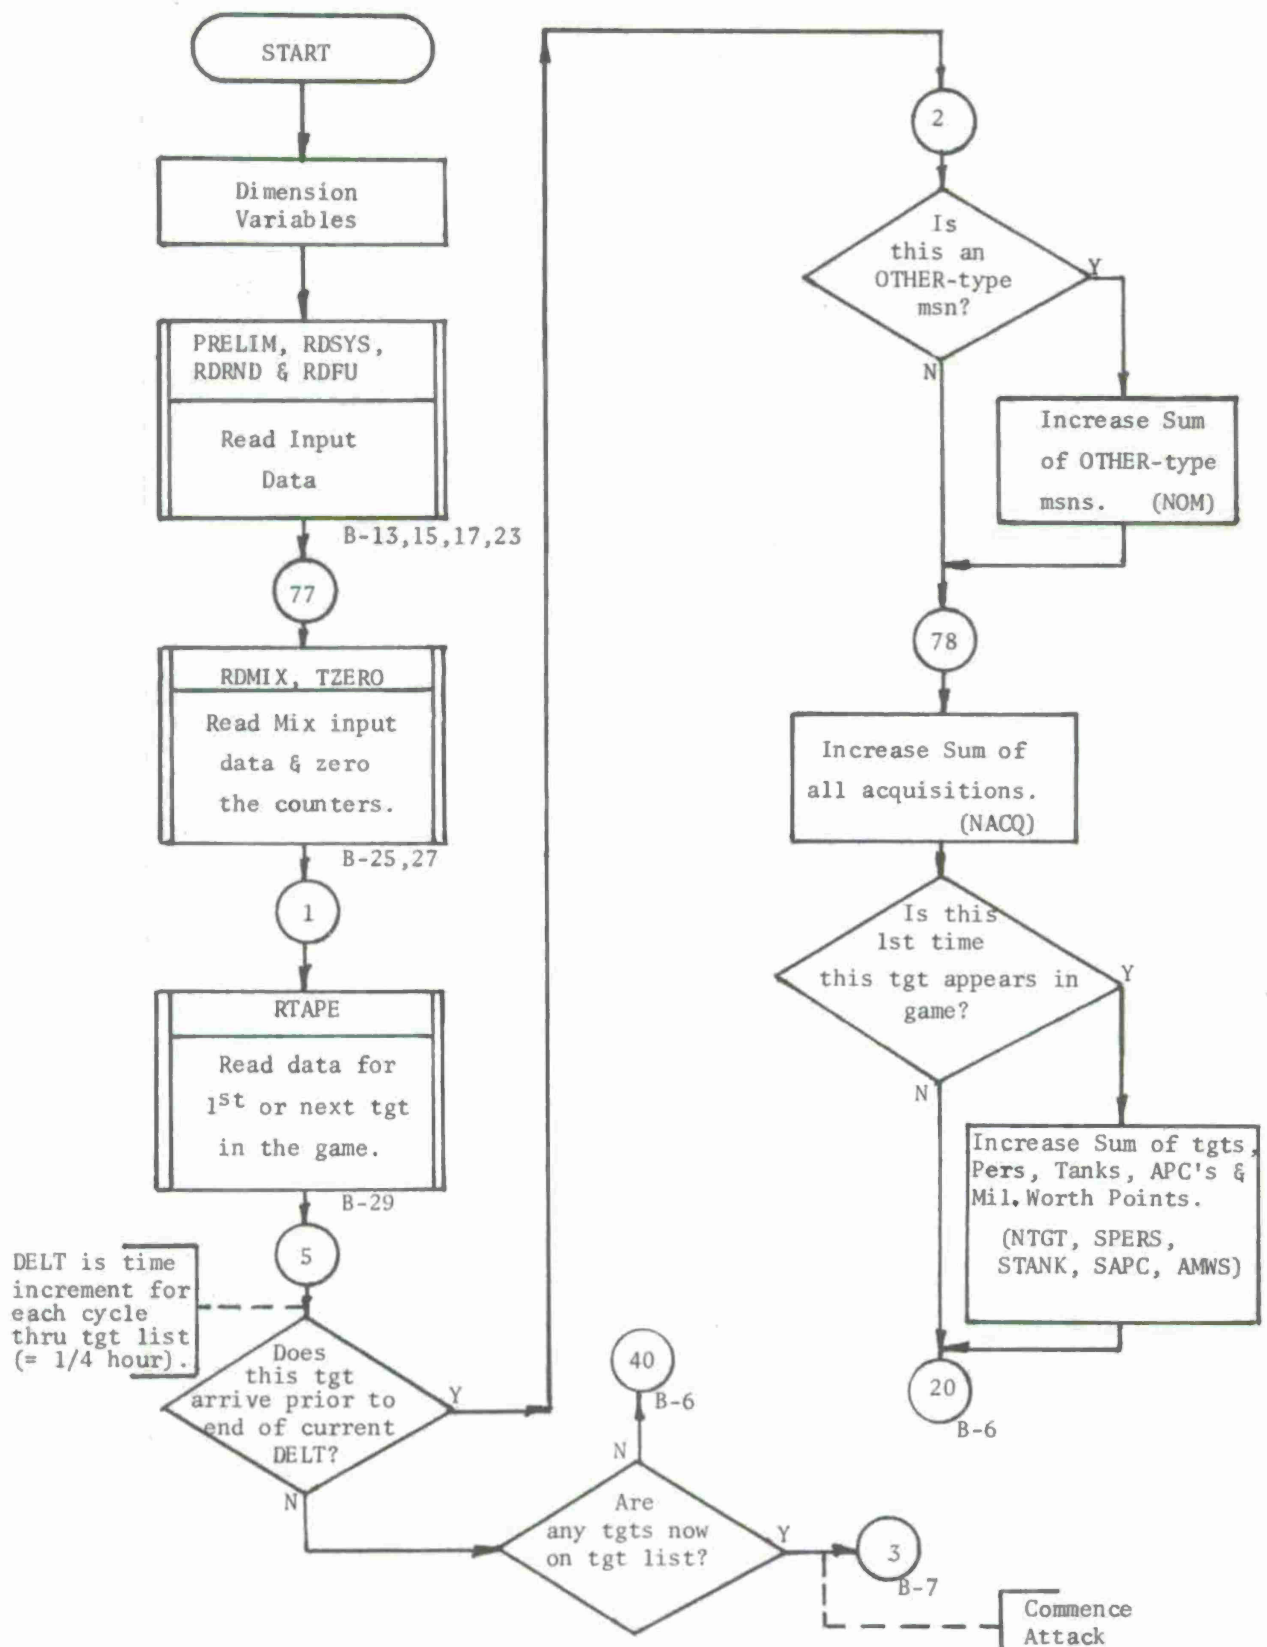 START
Dimension
Variables
PRELIM, RDSYS,
RDRND & RDFU
Read Input
Data
B-13,15,17,23
77
RDMIX, TZERO
Read Mix input
data & zero
the counters.
B-25,27
1
RTAPE
Read data for
1st or next tgt
in the game.
B-29
5
DELT is time
increment for
each cycle
thru tgt list
(= 1/4 hour).
Does
this tgt
arrive prior to
end of current
DELT?
Y
N
Are
any tgts now
on tgt list?
N
40
B-6
Y
3
B-7
Commence
Attack
2
Is
this an
OTHER-type
msn?
Y
N
Increase Sum
of OTHER-type
msns. (NOM)
78
Increase Sum of
all acquisitions.
(NACQ)
Is this
1st time
this tgt appears in
game?
Y
N
Increase Sum of tgts,
Pers, Tanks, APC's &
Mil. Worth Points.
(NTGT, SPERS,
STANK, SAPC, AMWS)
20
B-6